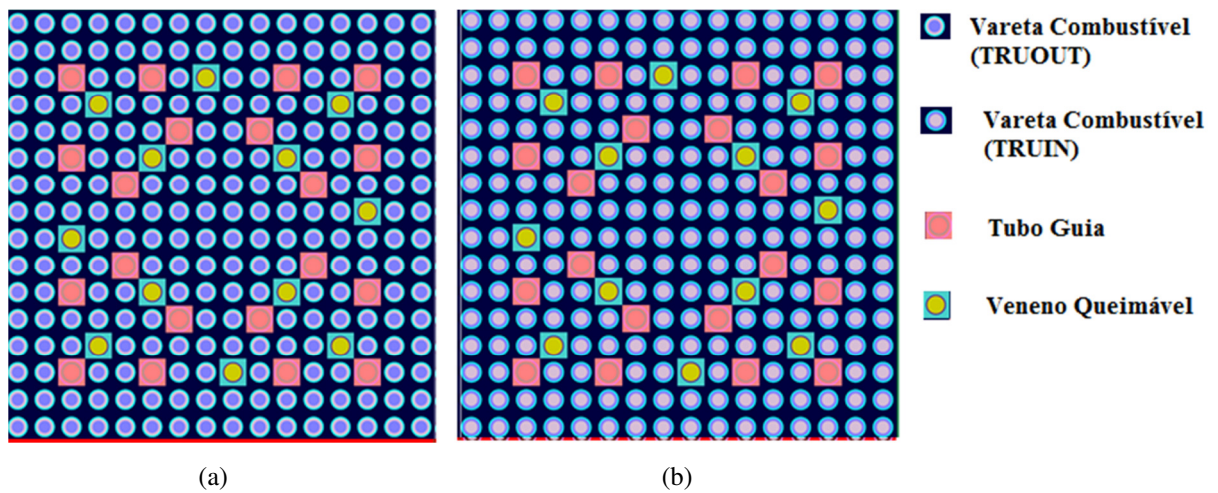 Vareta Combustível
(TRUOUT)
Vareta Combustível
(TRUIN)
Tubo Guia
Veneno Queimável
(a)
(b)